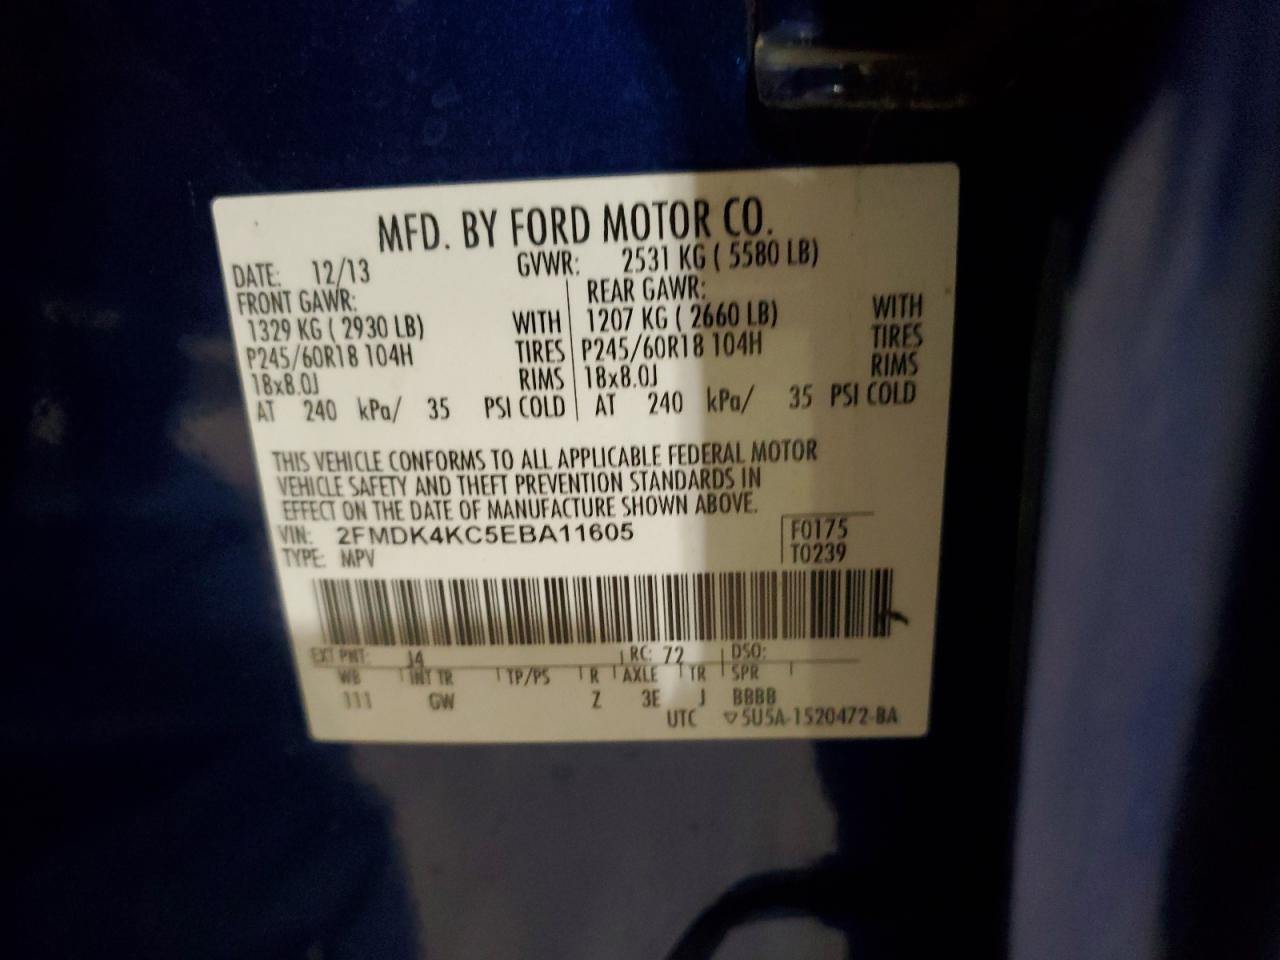 MFD. BY FORD MOTOR CO.
DATE: 12/13 GVWR: 2531 KG ( 5580 LB)
FRONT GAWR: REAR GAWR:
1329 KG ( 2930 LB) WITH 1207 KG ( 2660 LB) WITH
P245/60R18 104H TIRES P245/60R18 104H TIRES
18x8.0J RIMS 18x8.0J RIMS
AT 240 kPa/ 35 PSI COLD AT 240 kPa/ 35 PSI COLD
THIS VEHICLE CONFORMS TO ALL APPLICABLE FEDERAL MOTOR
VEHICLE SAFETY AND THEFT PREVENTION STANDARDS IN
EFFECT ON THE DATE OF MANUFACTURE SHOWN ABOVE.
VIN: 2FMDK4KC5EBA11605 F0175
TYPE: MPV T0239
EXT PNT: J4 RC: 72 DSO:
WB INT TR TP/PS R AXLE TR SPR
111 GW Z 3E J BBBB
UTC ▽5U5A-1520472-BA